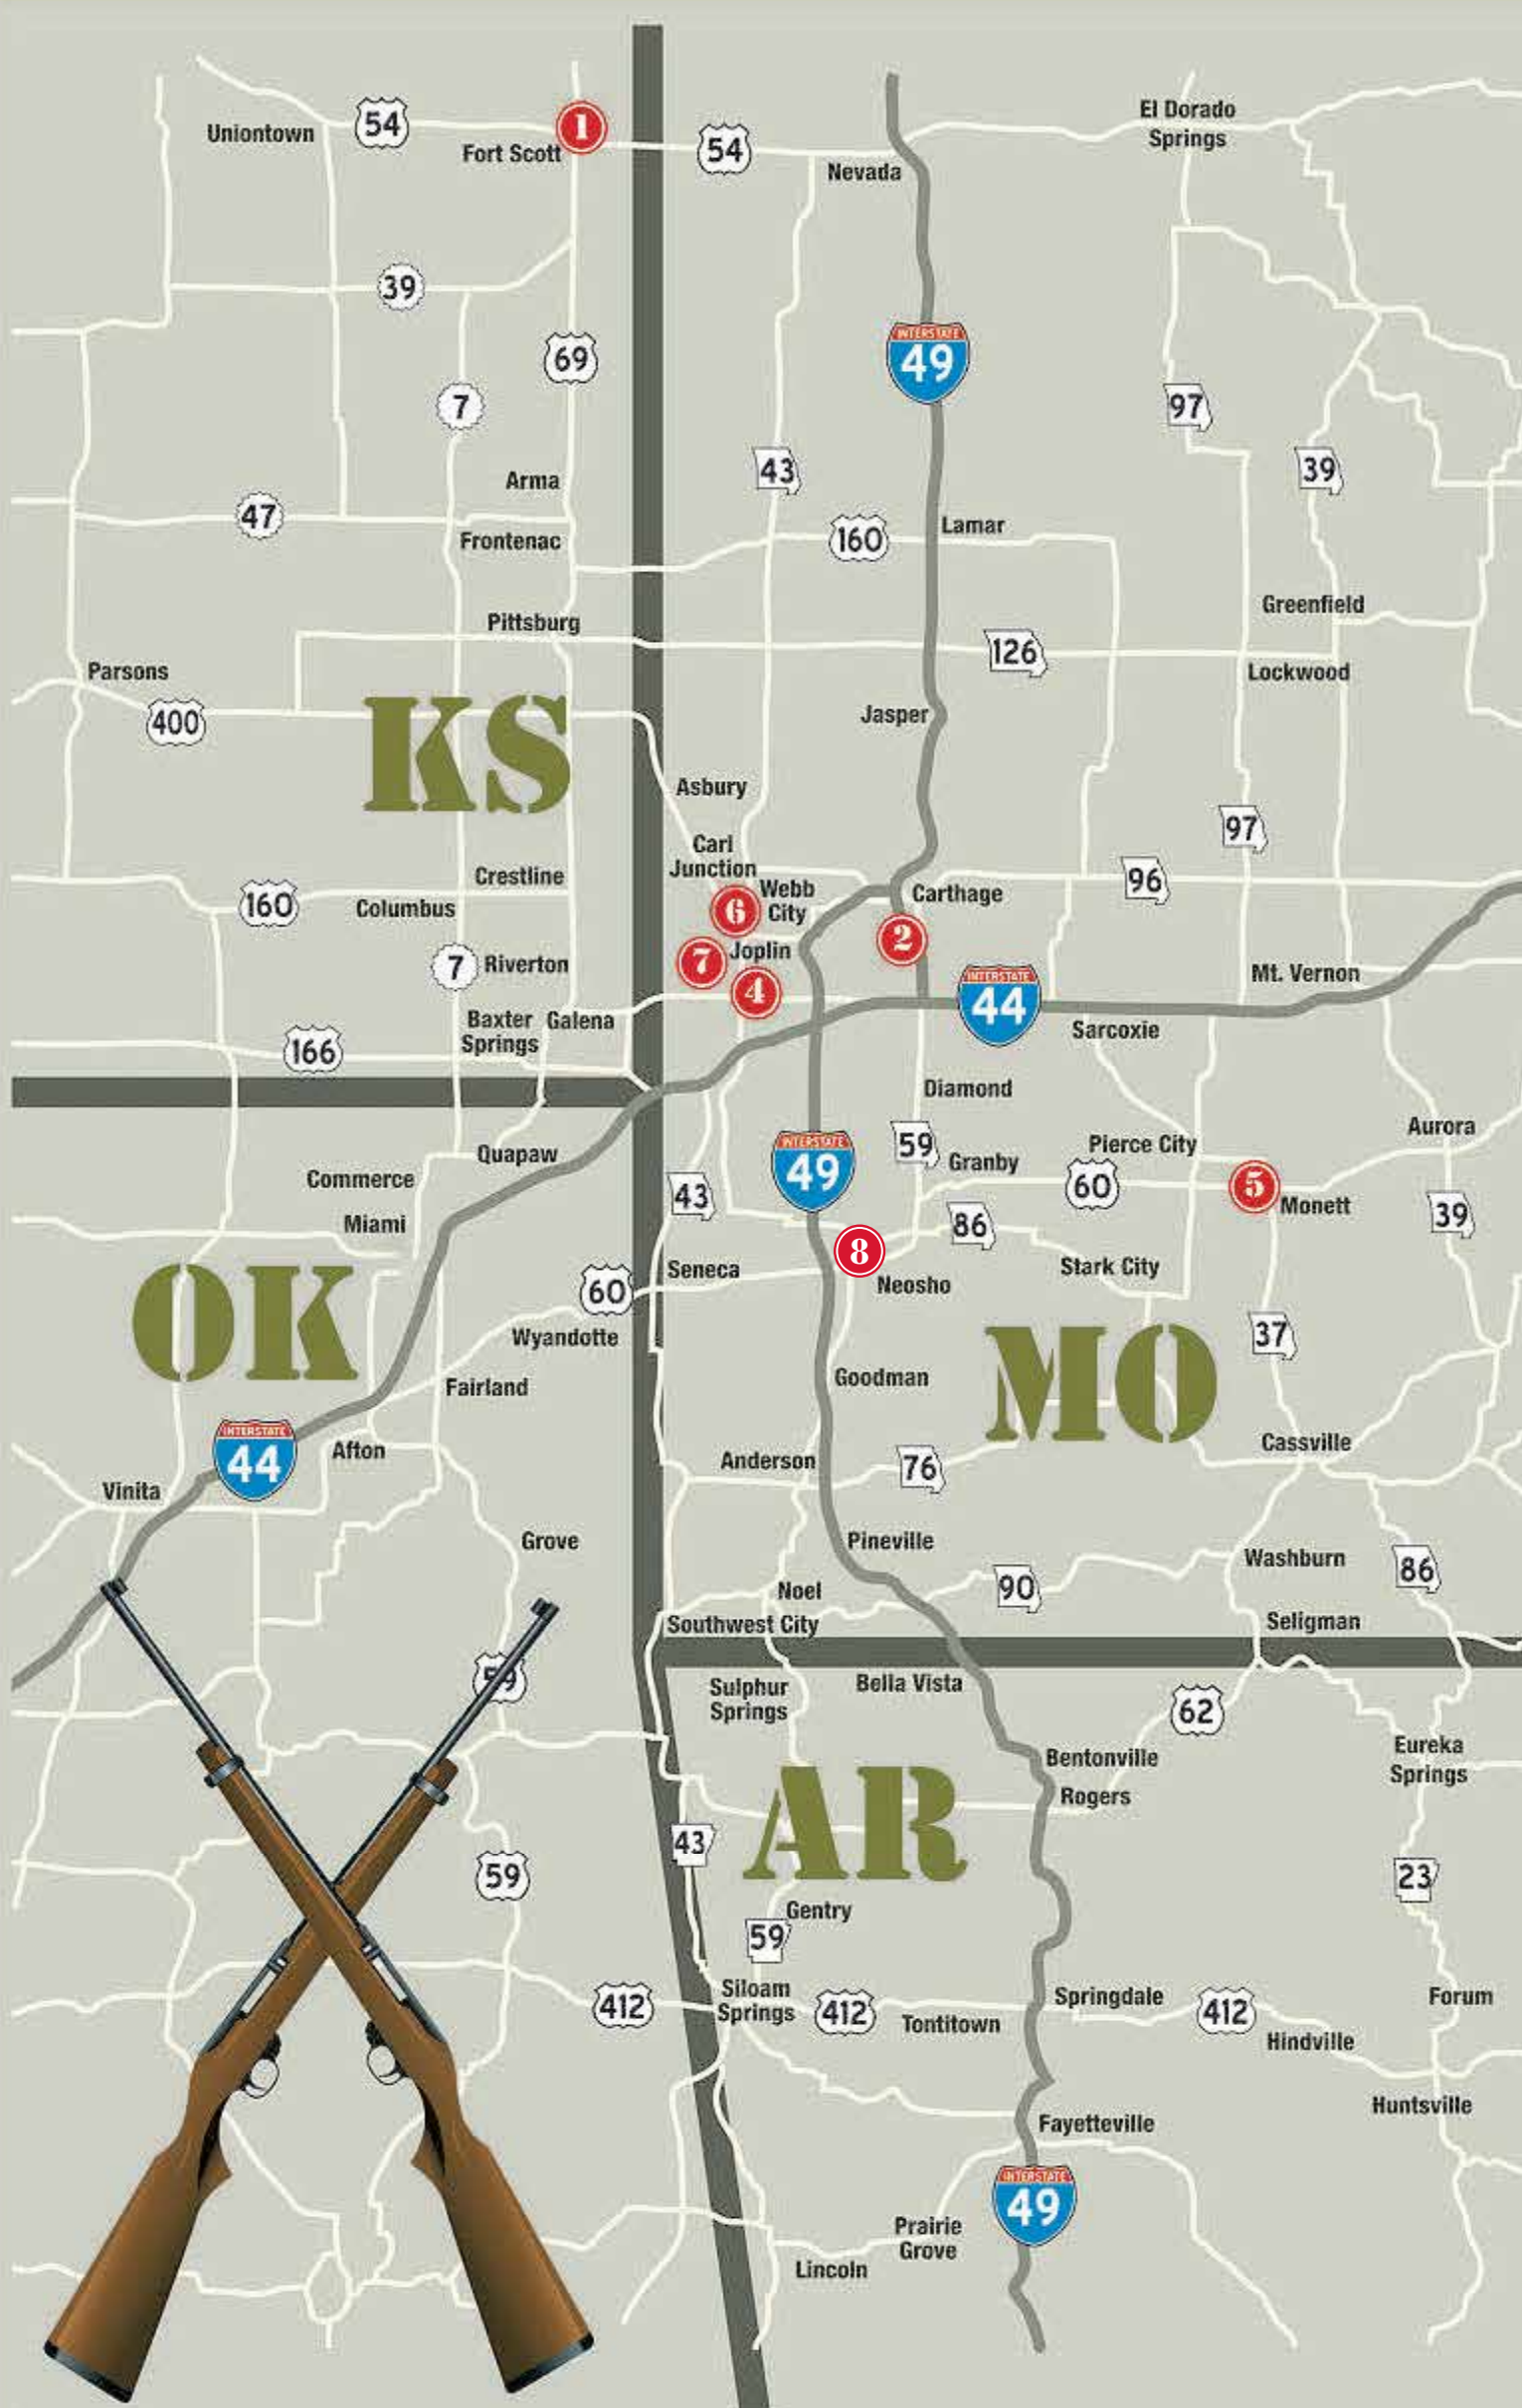 El Dorado
Springs
Uniontown
54
1
Fort Scott
54
Nevada
39
INTERSTATE
49
69
7
97
43
39
Arma
47
Frontenac
160
Lamar
Pittsburg
Greenfield
126
Lockwood
Parsons
400
KS
Jasper
Asbury
Carl
Junction
97
Crestline
96
160
Columbus
Webb
City
6
Carthage
2
7
Riverton
7
Joplin
4
Mt. Vernon
INTERSTATE
44
Baxter
Springs
Galena
Sarcoxie
166
Diamond
Aurora
Quapaw
INTERSTATE
49
59
Granby
Pierce City
Commerce
43
60
5
Monett
Miami
86
39
8
Neosho
Seneca
Stark City
OK
60
Wyandotte
MO
37
Goodman
Fairland
INTERSTATE
44
Afton
Anderson
76
Cassville
Vinita
Grove
Pineville
Washburn
86
Noel
90
Southwest City
Seligman
59
Sulphur
Springs
Bella Vista
62
Bentonville
Eureka
Springs
Rogers
AR
43
59
23
Gentry
59
412
Siloam
Springs
412
Tontitown
Springdale
412
Forum
Hindville
Huntsville
Fayetteville
INTERSTATE
49
Prairie
Grove
Lincoln